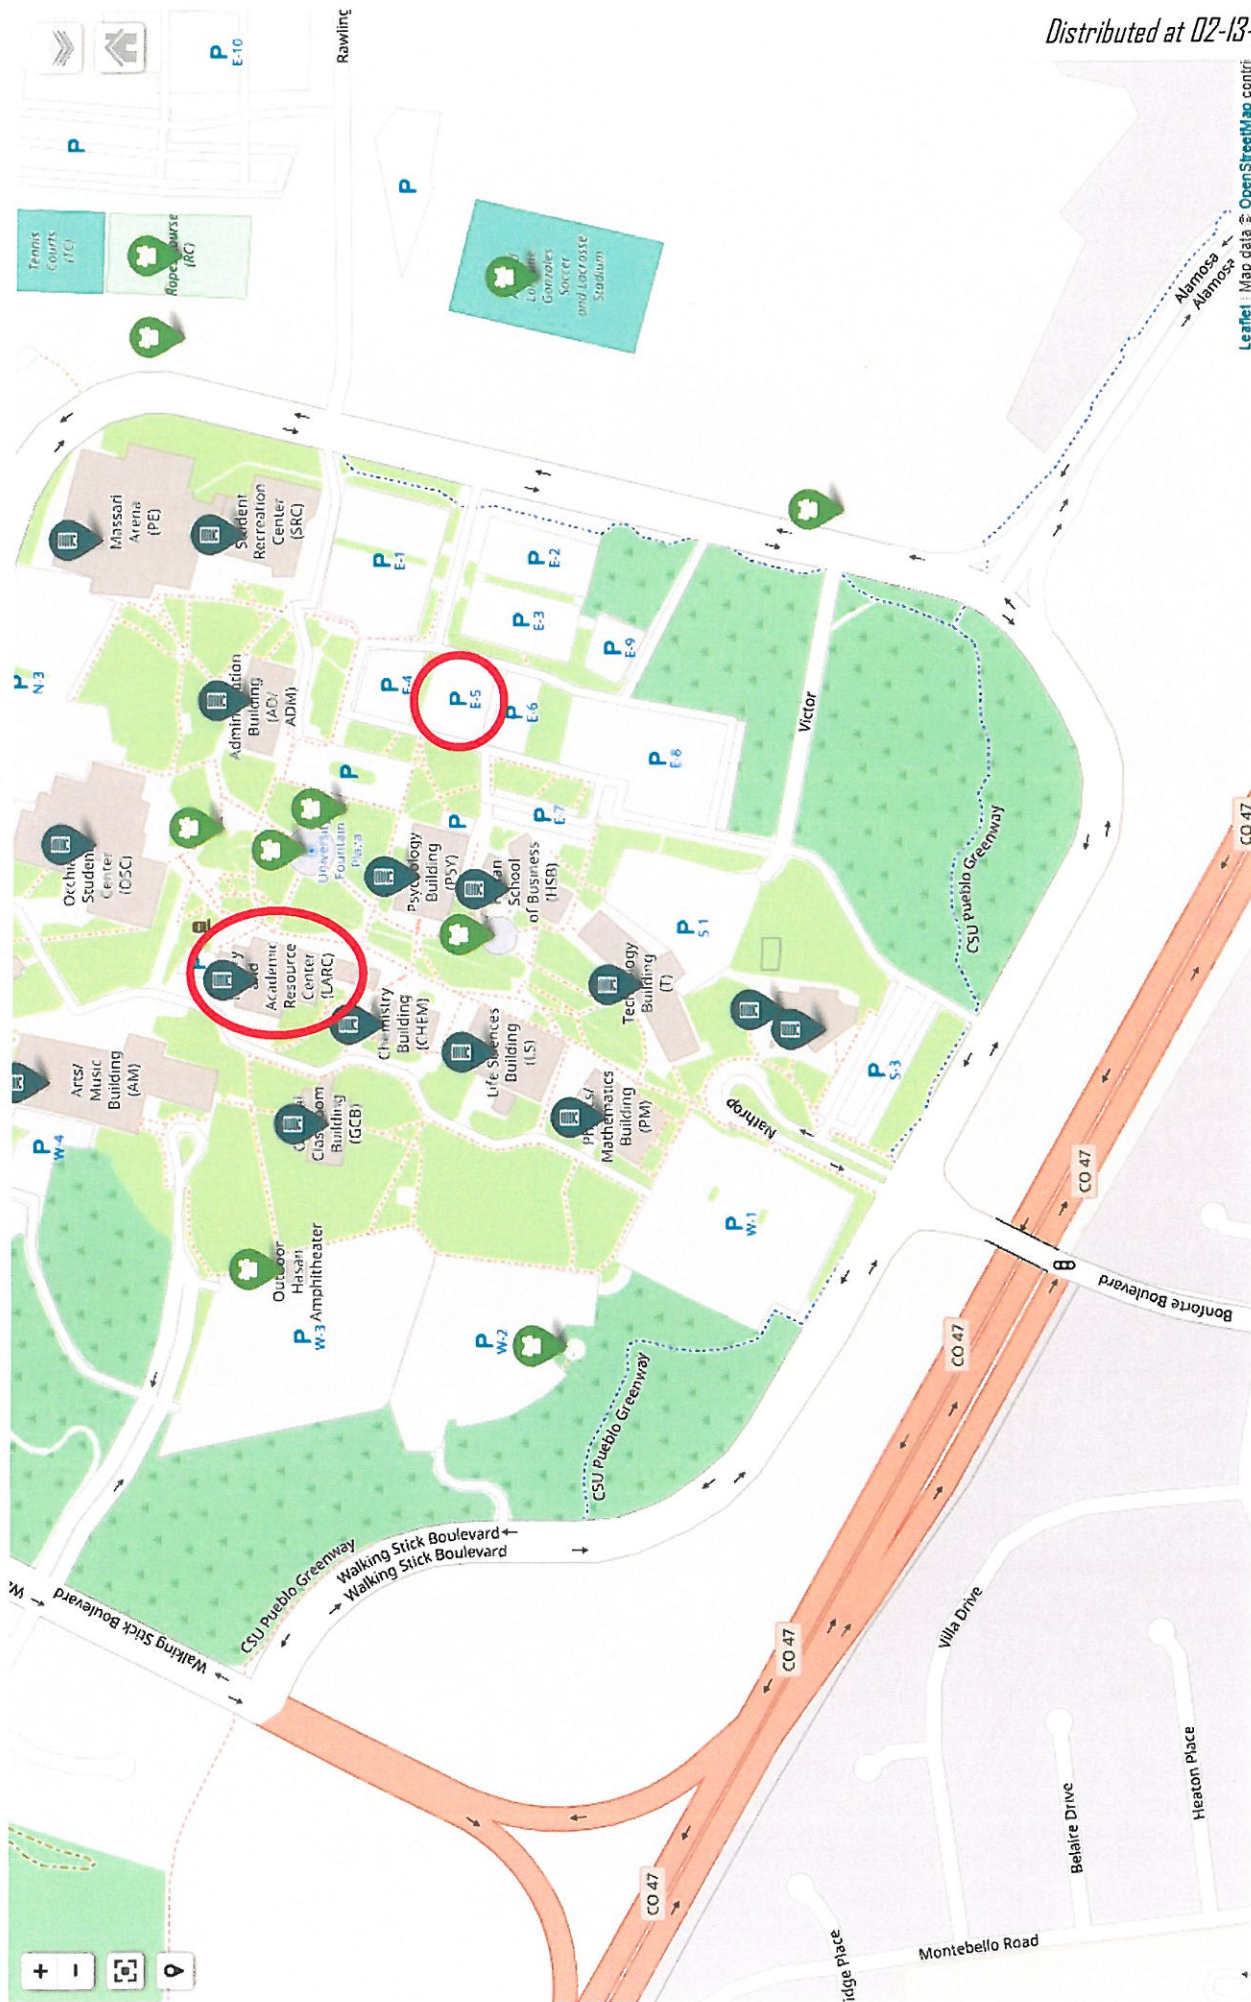 Distributed at 02-13-
Tennis
Courts
(TC)
(RC)
P
P
E-10
Rawling
P
Gonzales
Soccer
and Lacrosse
Stadium
Massari
Arena
(PE)
Student
Recreation
Center
(SRC)
P
E-1
P
E-2
P
E-3
P
E-9
P
N-3
Administration
Building
(AD/
ADM)
P
E-4
P
E-5
P
E-6
P
E-8
P
P
P
E-7
Student
Center
(OSC)
Fountain
Plaza
Psychology
Building
(PSY)
School
of Business
(HSB)
P
S-1
Victor
CSU Pueblo Greenway
P
Academic
Resource
Center
(LARC)
Chemistry
Building
(CHEM)
Life Sciences
Building
(LS)
Technology
Building
(T)
P
S-3
Arts/
Music
Building
(AM)
Building
(GCB)
Mathematics
Building
(PM)
Nathrop
P
W-4
Outdoor
Hasan
Amphitheater
P
W-3
P
W-2
P
W-1
CSU Pueblo Greenway
CSU Pueblo Greenway
Walking Stick Boulevard
Walking Stick Boulevard
Walking Stick Boulevard
Alamosa
Alamosa
CO 47
CO 47
CO 47
CO 47
CO 47
Bonforte Boulevard
Villa Drive
Belaire Drive
Heaton Place
Montebello Road
idge Place
+
−
Leaflet | Map data © OpenStreetMap contri